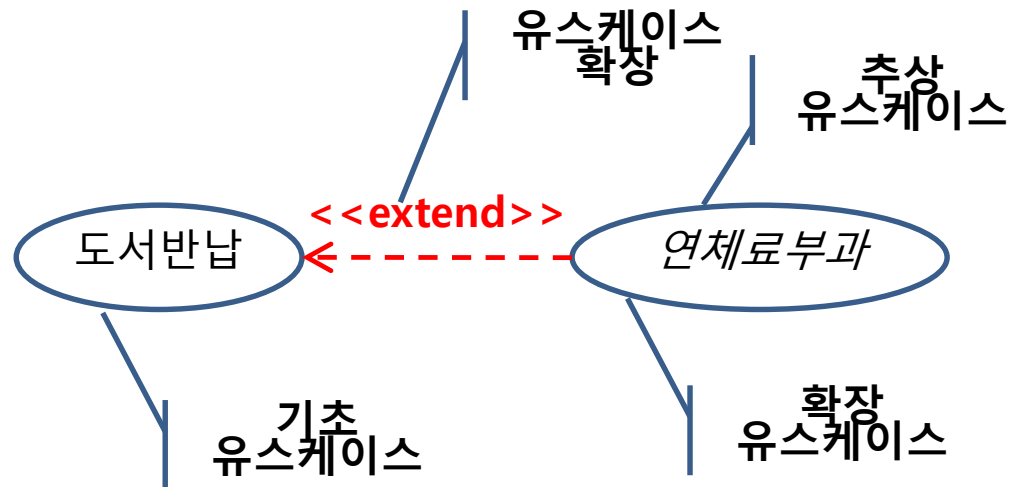 유스케이스
확장
추상
유스케이스
<<extend>>
도서반납
연체료부과
기초
유스케이스
확장
유스케이스